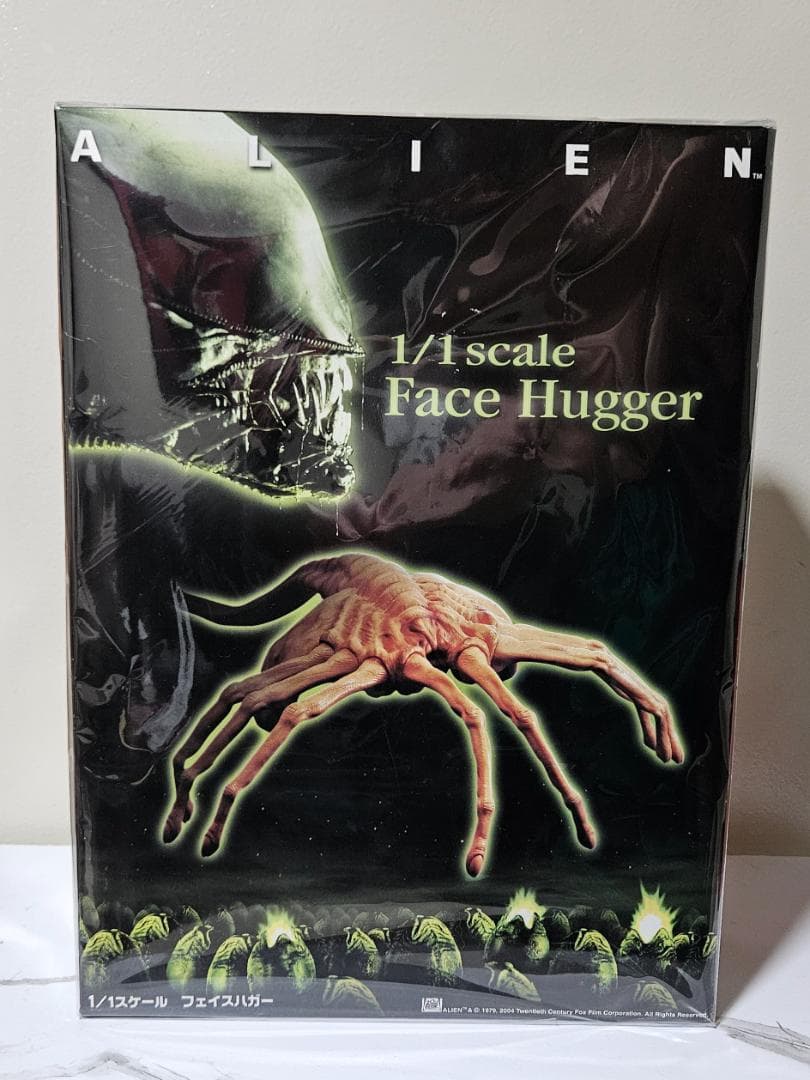 ALIEN™
1/1 scale
Face Hugger
1/1スケール フェイスハガー
ALIEN™ & © 1979, 2004 Twentieth Century Fox Film Corporation. All Rights Reserved.